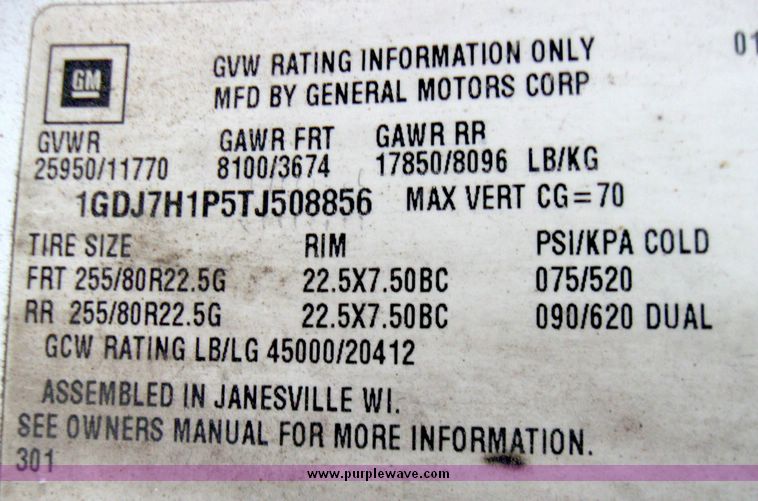 GM
GVW RATING INFORMATION ONLY 01
MFD BY GENERAL MOTORS CORP
GVWR GAWR FRT GAWR RR
25950/11770 8100/3674 17850/8096 LB/KG
1GDJ7H1P5TJ508856 MAX VERT CG=70
TIRE SIZE RIM PSI/KPA COLD
FRT 255/80R22.5G 22.5X7.50BC 075/520
RR 255/80R22.5G 22.5X7.50BC 090/620 DUAL
GCW RATING LB/LG 45000/20412
ASSEMBLED IN JANESVILLE WI.
SEE OWNERS MANUAL FOR MORE INFORMATION.
301
www.purplewave.com